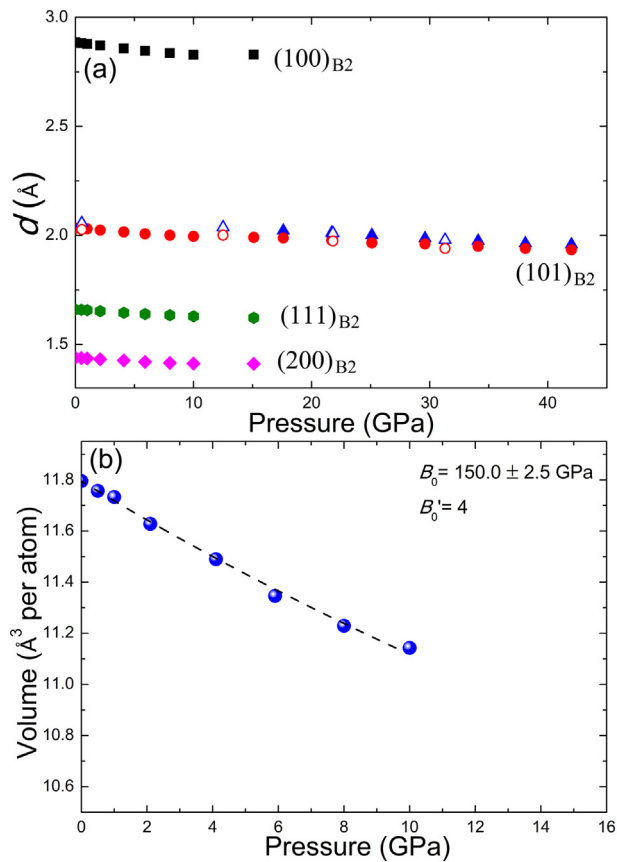 3.0
(a)
(100)B2
2.5
d (Å)
2.0
(101)B2
(111)B2
1.5
(200)B2
0 10 20 30 40
Pressure (GPa)
(b)
B₀= 150.0 ± 2.5 GPa
B₀'= 4
11.8
11.6
11.4
11.2
11.0
10.8
10.6
Volume (Å³ per atom)
0 2 4 6 8 10 12 14 16
Pressure (GPa)